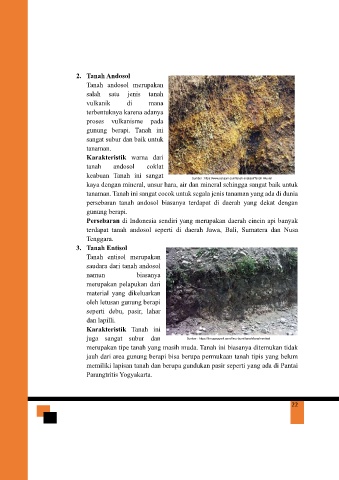 2. Tanah Andosol
Tanah andosol merupakan
salah satu jenis tanah
vulkanik di mana
terbentuknya karena adanya
proses vulkanisme pada
gunung berapi. Tanah ini
sangat subur dan baik untuk
tanaman.
Karakteristik warna dari
tanah andosol coklat
keabuan Tanah ini sangat
kaya dengan mineral, unsur hara, air dan mineral sehingga sangat baik untuk
tanaman. Tanah ini sangat cocok untuk segala jenis tanaman yang ada di dunia
persebaran tanah andosol biasanya terdapat di daerah yang dekat dengan
gunung berapi.
Persebaran di Indonesia sendiri yang merupakan daerah cincin api banyak
terdapat tanah andosol seperti di daerah Jawa, Bali, Sumatera dan Nusa
Tenggara.
3. Tanah Entisol
Tanah entisol merupakan
saudara dari tanah andosol
namun biasanya
merupakan pelapukan dari
material yang dikeluarkan
oleh letusan gunung berapi
seperti debu, pasir, lahar
dan lapilli.
Karakteristik Tanah ini
juga sangat subur dan
merupakan tipe tanah yang masih muda. Tanah ini biasanya ditemukan tidak
jauh dari area gunung berapi bisa berupa permukaan tanah tipis yang belum
memiliki lapisan tanah dan berupa gundukan pasir seperti yang ada di Pantai
Parangtritis Yogyakarta.